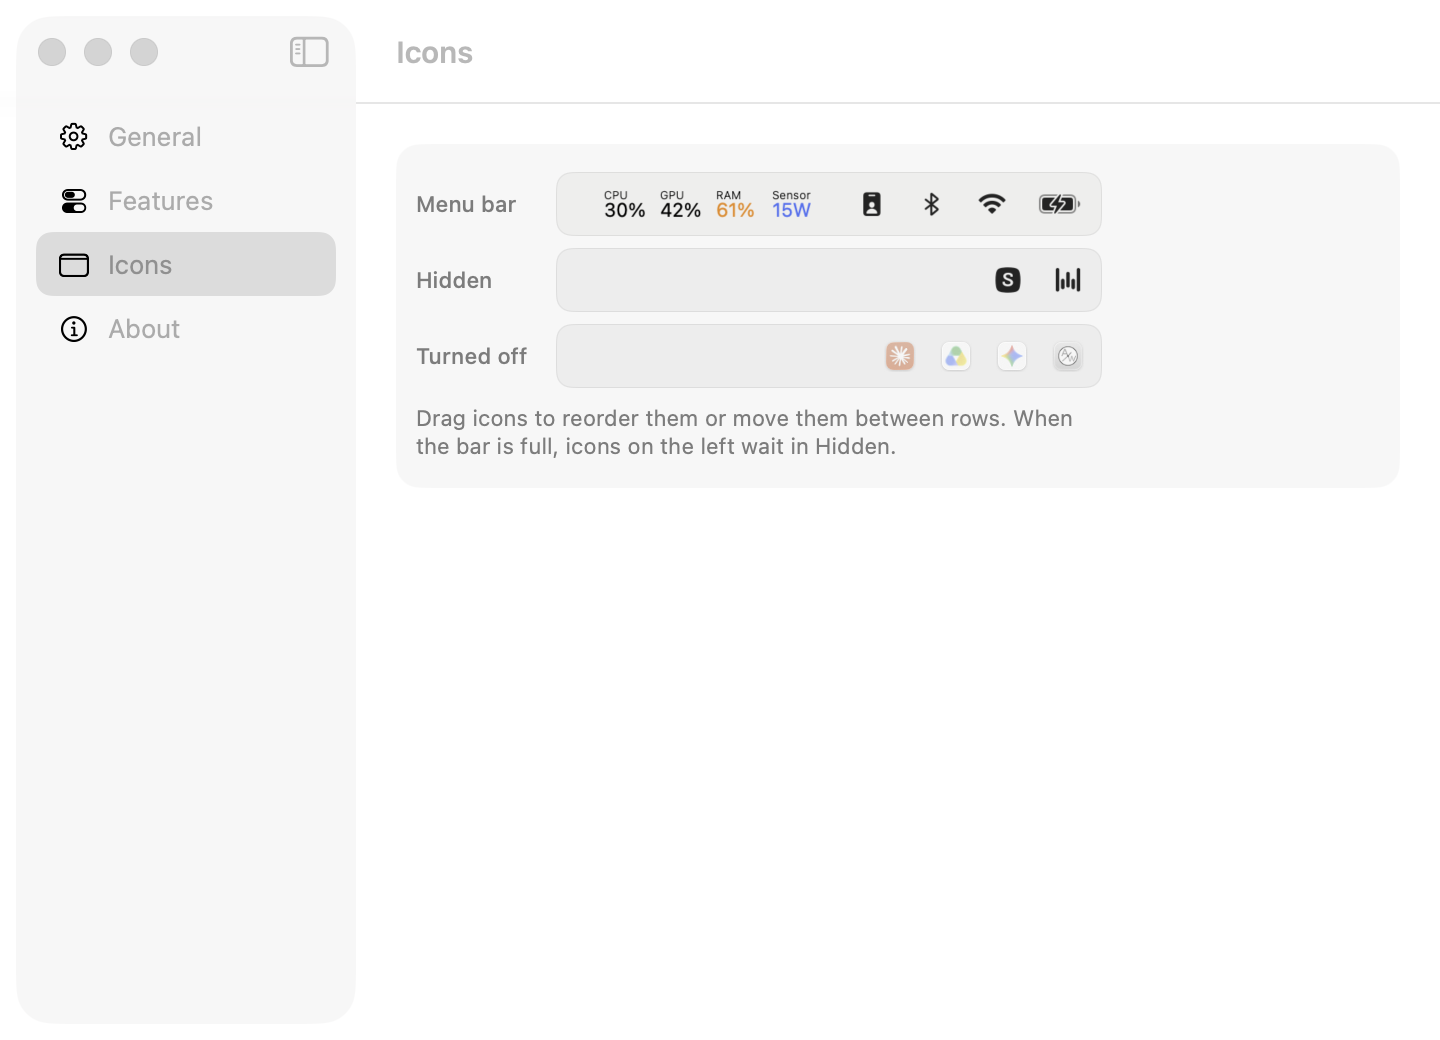 Icons
General
Features
Icons
About
Menu bar
CPU 30%
GPU 42%
RAM 61%
Sensor 15W
Hidden
S
Turned off
Drag icons to reorder them or move them between rows. When
the bar is full, icons on the left wait in Hidden.